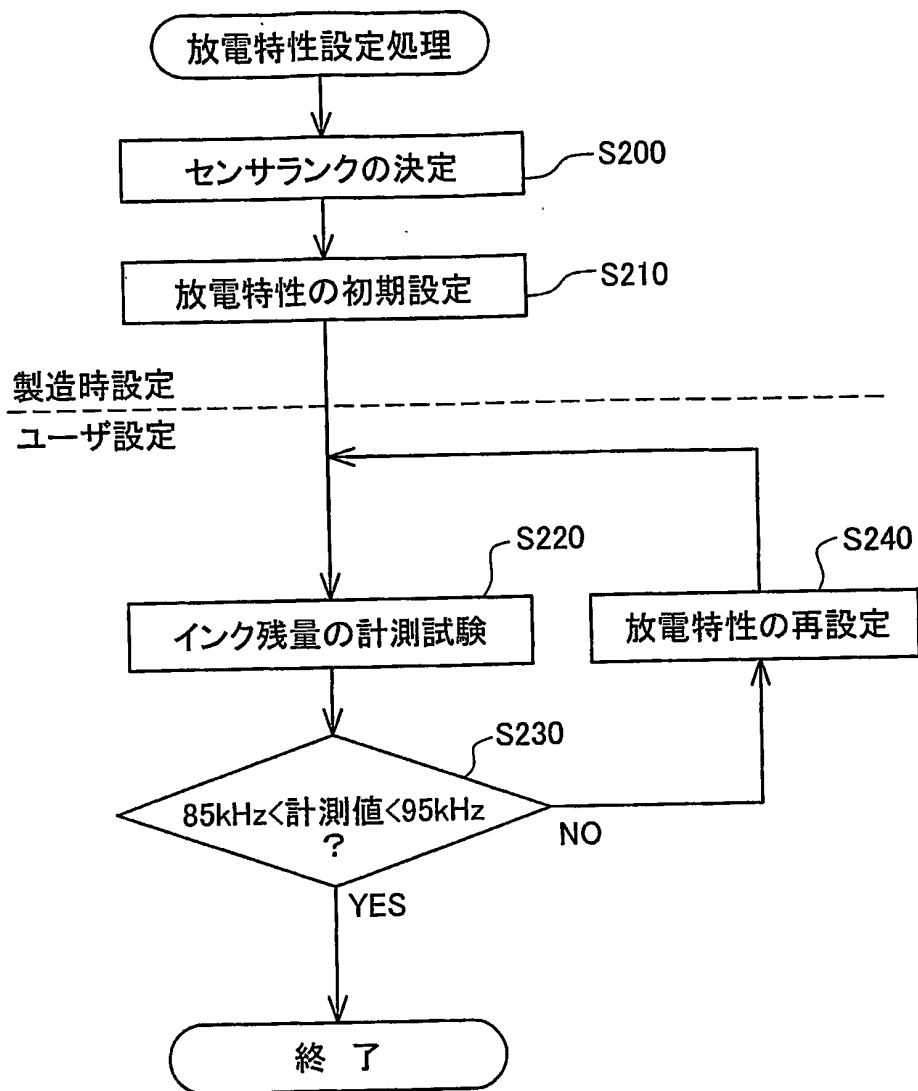 放電特性設定処理
センサランクの決定
S200
放電特性の初期設定
S210
製造時設定
ユーザ設定
S220
S240
インク残量の計測試験
放電特性の再設定
S230
85kHz<計測値<95kHz
?
NO
YES
終 了